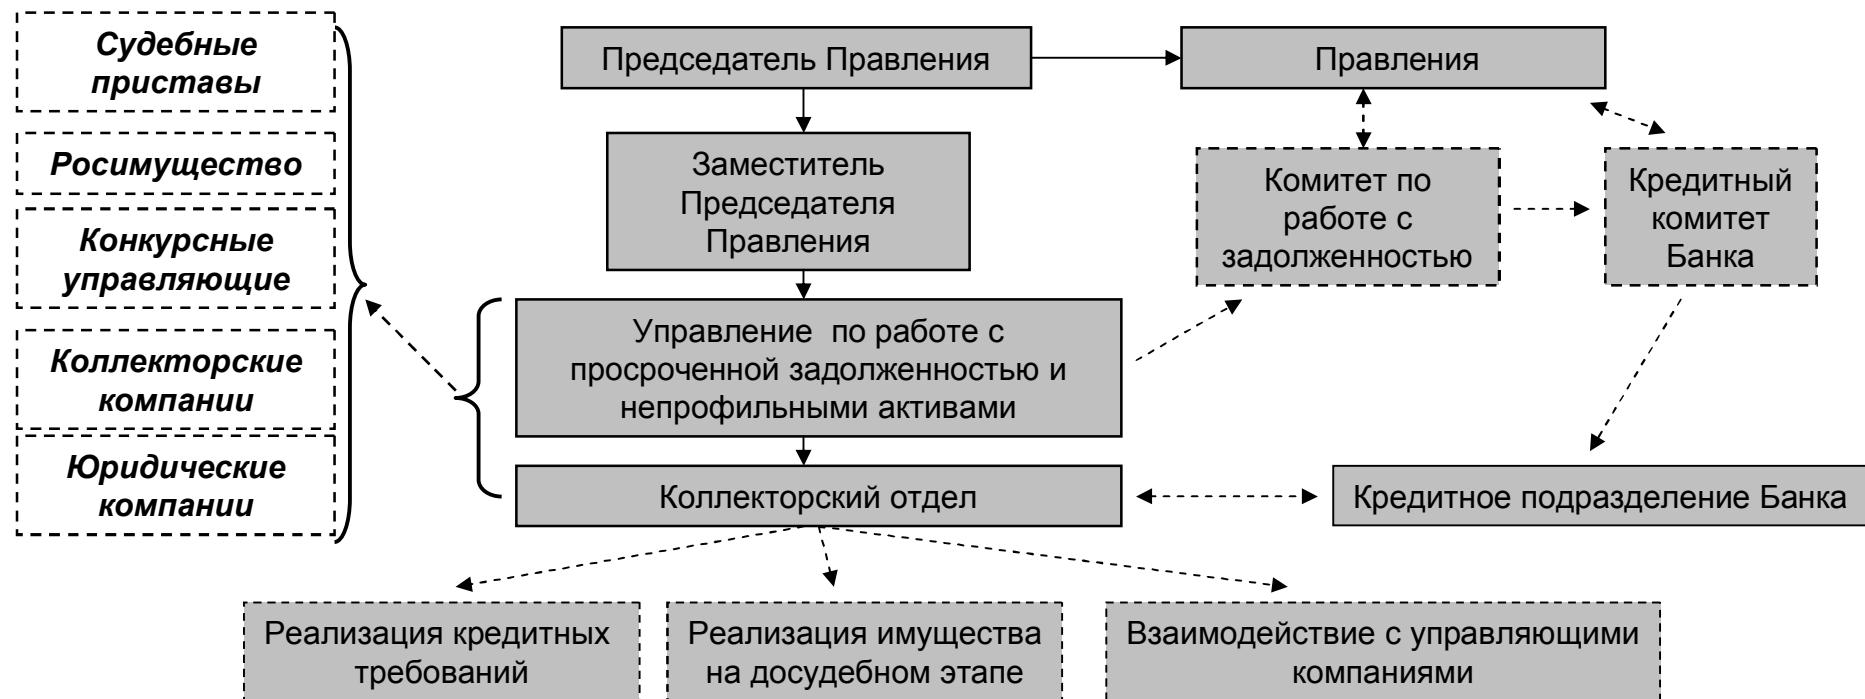 Судебные
приставы
Росимущество
Конкурсные
управляющие
Коллекторские
компании
Юридические
компании
Председатель Правления
Правления
Заместитель
Председателя
Правления
Комитет по
работе с
задолженностью
Кредитный
комитет
Банка
Управление по работе с
просроченной задолженностью и
непрофильными активами
Коллекторский отдел
Кредитное подразделение Банка
Реализация кредитных
требований
Реализация имущества
на досудебном этапе
Взаимодействие с управляющими
компаниями